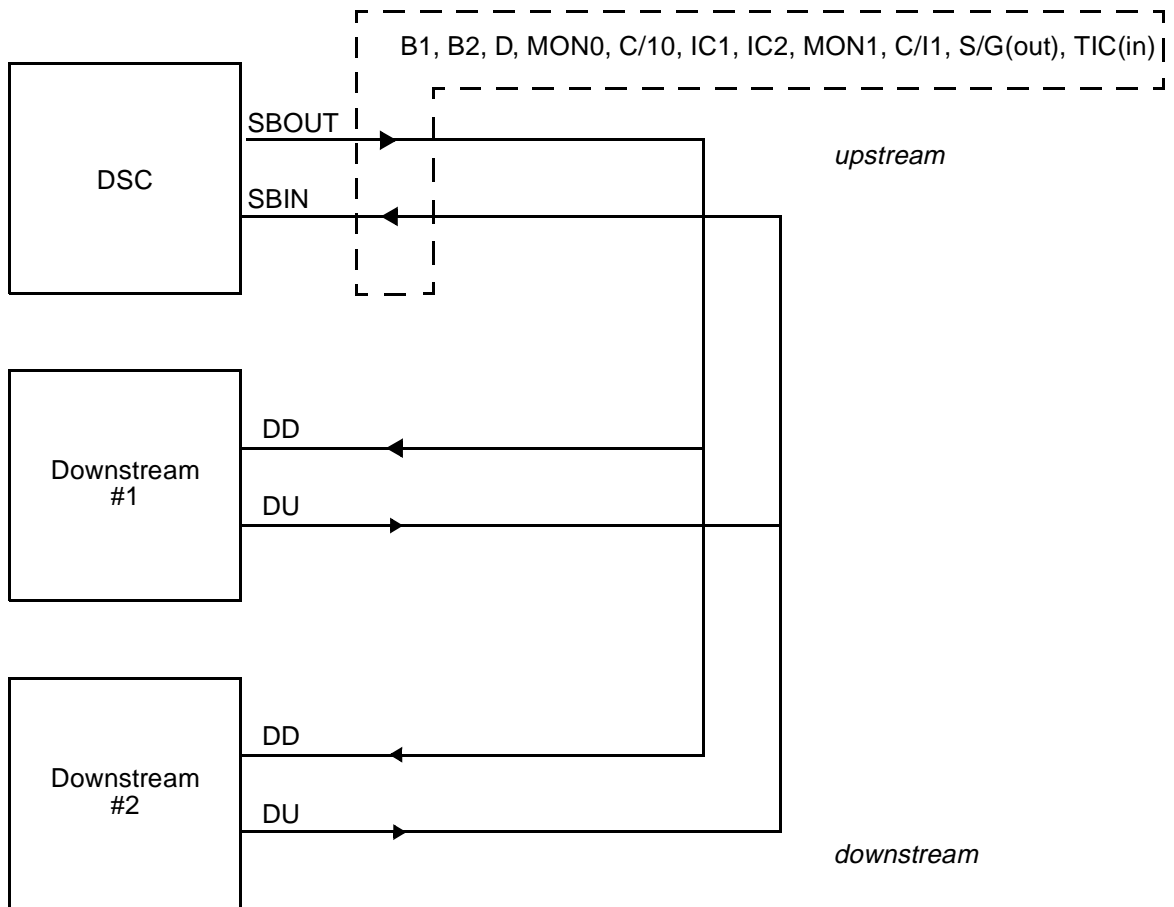 B1, B2, D, MON0, C/10, IC1, IC2, MON1, C/I1, S/G(out), TIC(in)
SBOUT
upstream
DSC
SBIN
DD
Downstream
#1
DU
DD
Downstream
#2
DU
downstream